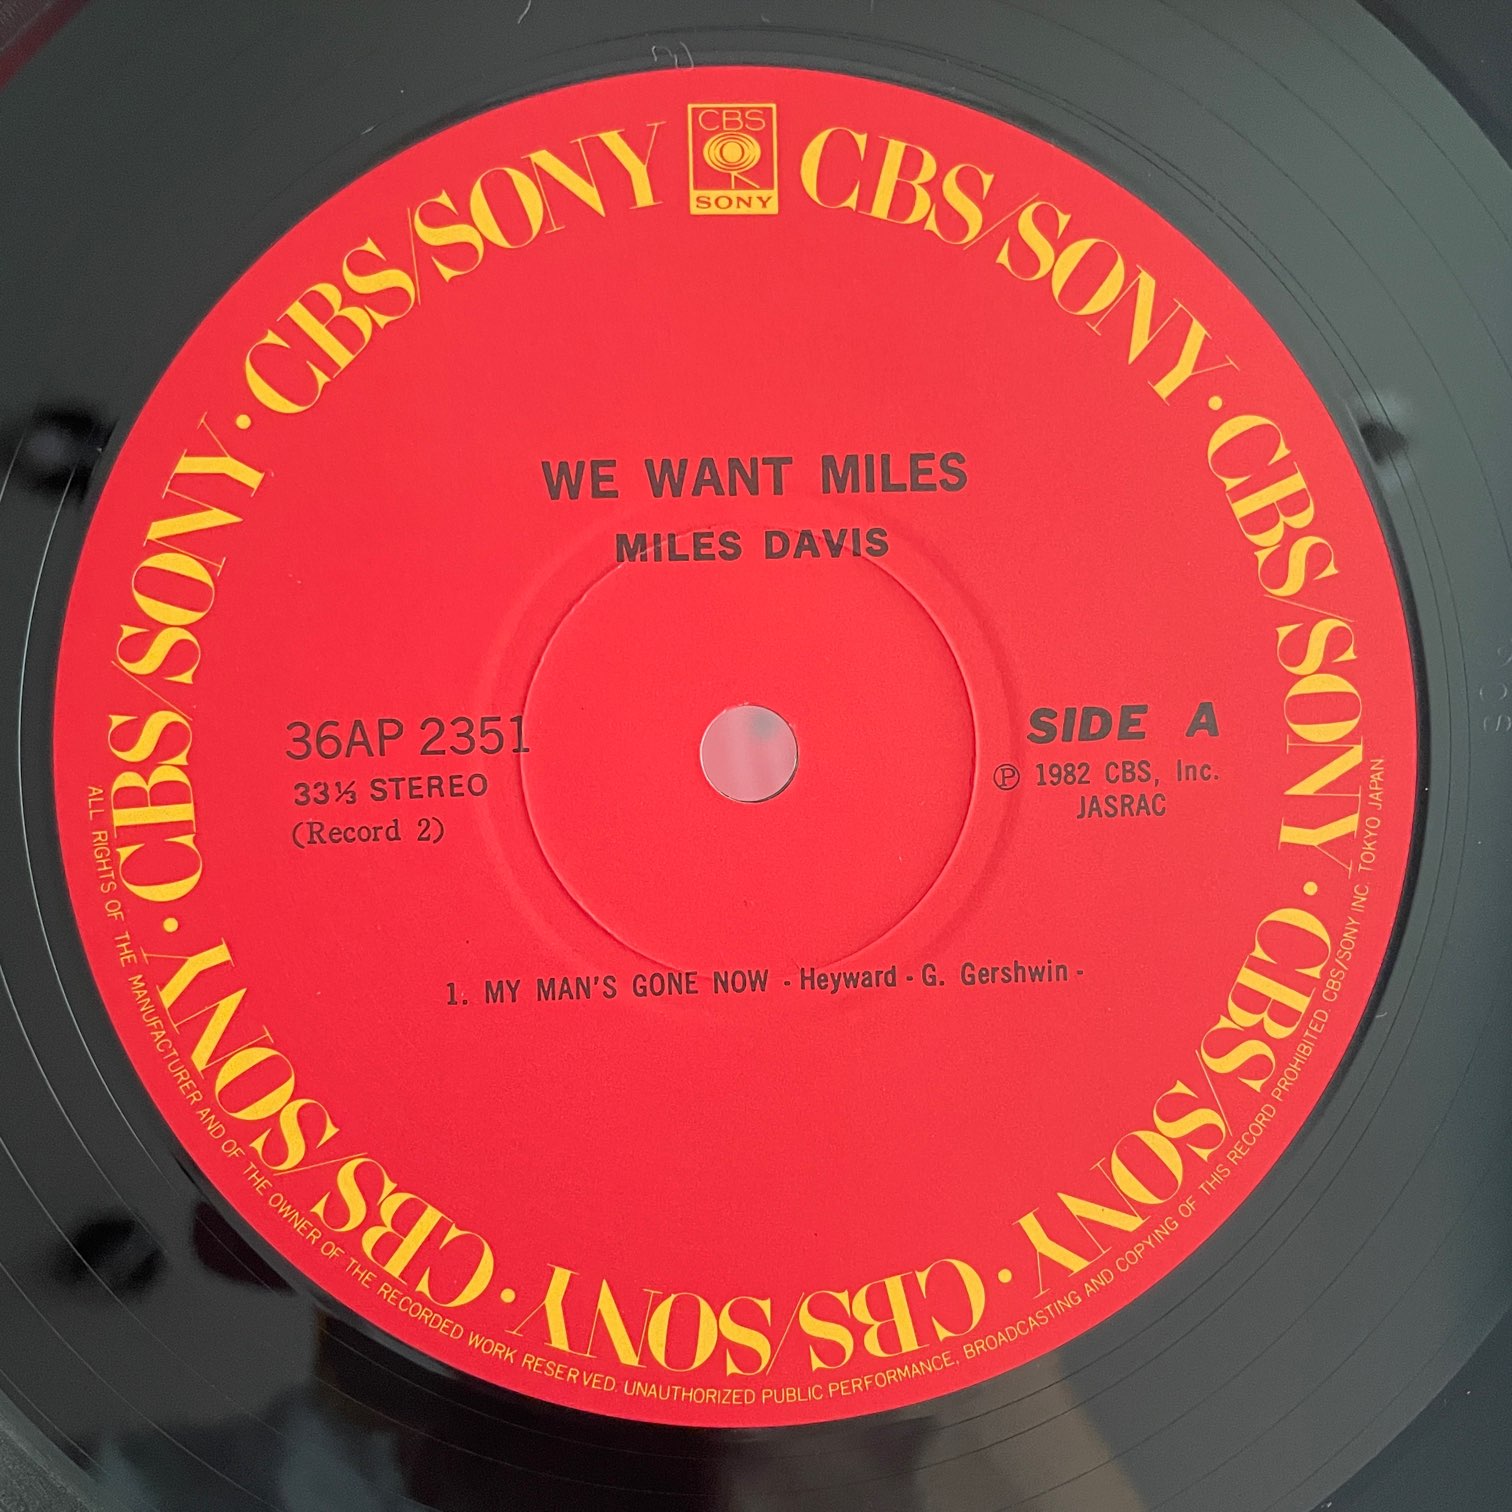 CBS
SONY
CBS/SONY · CBS/SONY · CBS/SONY · CBS/SONY · CBS/SONY · CBS/SONY · CBS/SONY
WE WANT MILES
MILES DAVIS
36AP 2351
33⅓ STEREO
(Record 2)
SIDE A
Ⓟ 1982 CBS, Inc.
JASRAC
1. MY MAN'S GONE NOW - Heyward - G. Gershwin -
ALL RIGHTS OF THE MANUFACTURER AND OF THE OWNER OF THE RECORDED WORK RESERVED. UNAUTHORIZED PUBLIC PERFORMANCE, BROADCASTING AND COPYING OF THIS RECORD PROHIBITED. CBS/SONY INC. TOKYO JAPAN